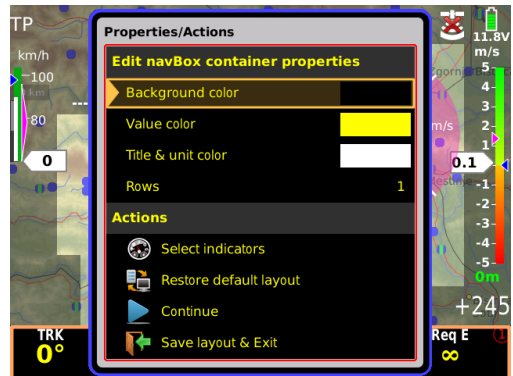 TP
Properties/Actions
11.8V
km/h
m/s
Edit navBox container properties
5
100
Background color
4
km
3
Value color
80
m/s
2
1
Title & unit color
0
0.1
Rows
1
-1
-2
Actions
-3
Select indicators
-4
-5
Restore default layout
0m
Continue
+245
TRK
Save layout & Exit
Req E
1
0°
∞